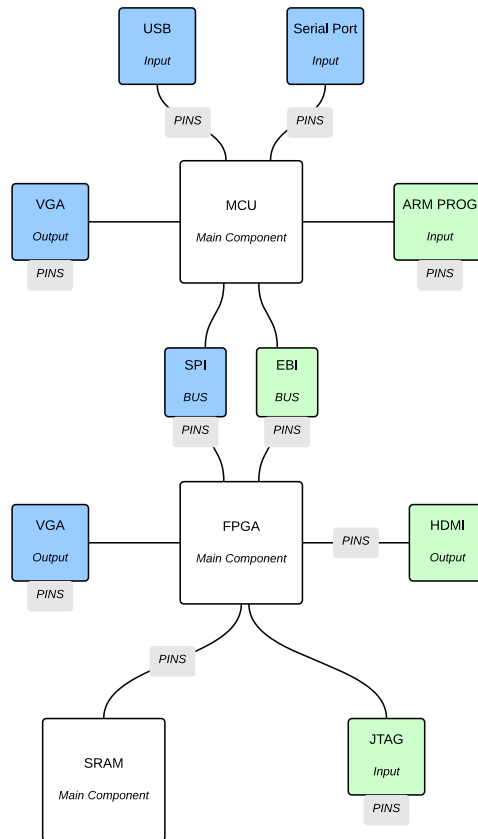 USB
Input
Serial Port
Input
PINS
PINS
VGA
Output
PINS
MCU
Main Component
ARM PROG
Input
PINS
SPI
BUS
PINS
EBI
BUS
PINS
VGA
Output
PINS
FPGA
Main Component
PINS
HDMI
Output
PINS
SRAM
Main Component
JTAG
Input
PINS